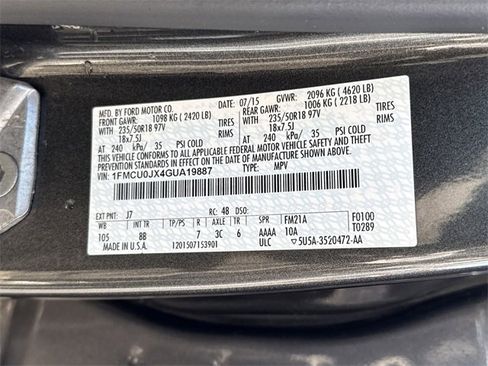 MFD. BY FORD MOTOR CO.
DATE: 07/15 GVWR: 2096 KG ( 4620 LB)
FRONT GAWR: 1098 KG ( 2420 LB) REAR GAWR: 1006 KG ( 2218 LB)
235/50R18 97V TIRES 235/50R18 97V TIRES
18x7.5J RIMS 18x7.5J RIMS
AT 240 kPa/ 35 PSI COLD AT 240 kPa/ 35 PSI COLD
THIS VEHICLE CONFORMS TO ALL APPLICABLE FEDERAL MOTOR VEHICLE SAFETY AND THEFT PREVENTION STANDARDS IN EFFECT ON THE DATE OF MANUFACTURE SHOWN ABOVE.
VIN: 1FMCU0JX4GUA19887 TYPE: MPV
F0100
T0289
EXT PNT: J7 RC: 48 DSO: FM21A
WB BRK INT TR TP/PS R AXLE TR SPR 10A
105 8B 7 3C 6 AAAA ULC
MADE IN U.S.A. 1201507153901 5U5A-3520472-AA